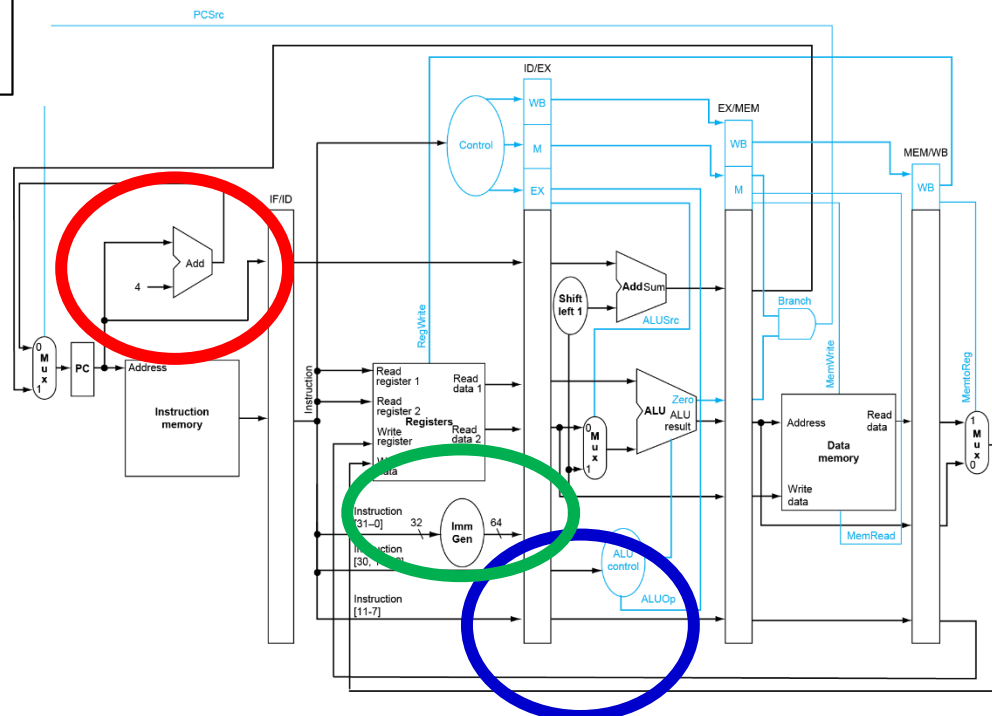 PCSrc
ID/EX
WB
EX/MEM
Control
M
WB
MEM/WB
EX
M
WB
IF/ID
Add
4
Add Sum
Shift
left 1
Branch
ALUSrc
RegWrite
MemWrite
MemtoReg
0
M
u
x
1
PC
Address
Instruction
memory
Instruction
Read
register 1
Read
data 1
Read
register 2
Registers
Write
register
Read
data 2
data
Zero
ALU
ALU
result
0
M
u
x
1
Address
Read
data
Data
memory
Write
data
MemRead
1
M
u
x
0
Instruction
[31–0]
32
Imm
Gen
64
[30,
ALU
control
ALUOp
Instruction
[11-7]